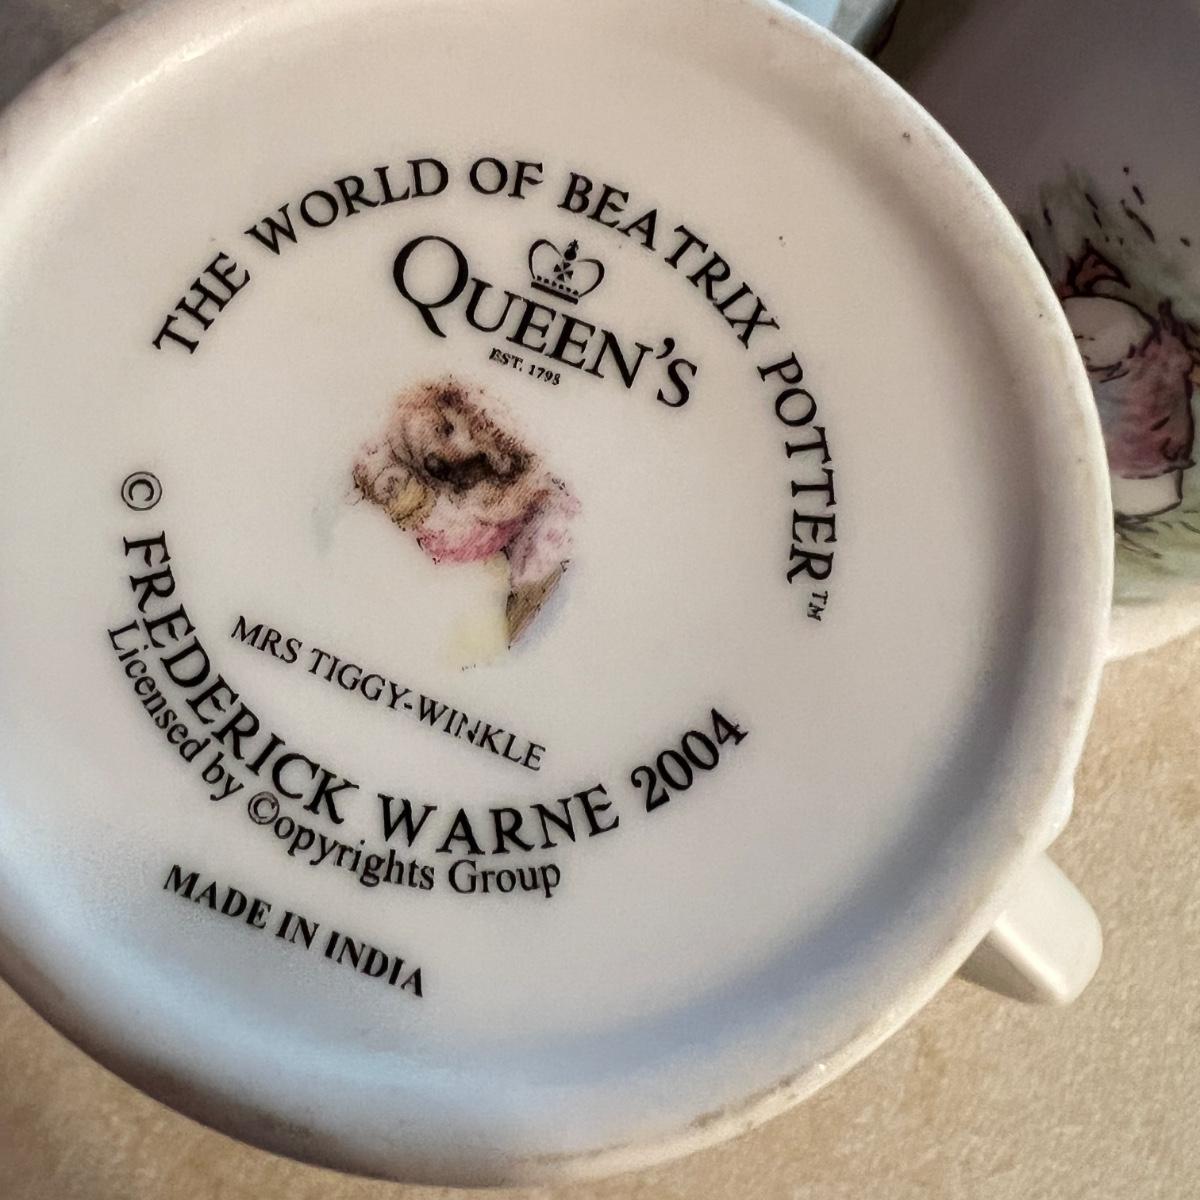 THE WORLD OF BEATRIX POTTER™
QUEEN'S
EST. 1798
MRS TIGGY-WINKLE
© FREDERICK WARNE 2004
Licensed by ©opyrights Group
MADE IN INDIA